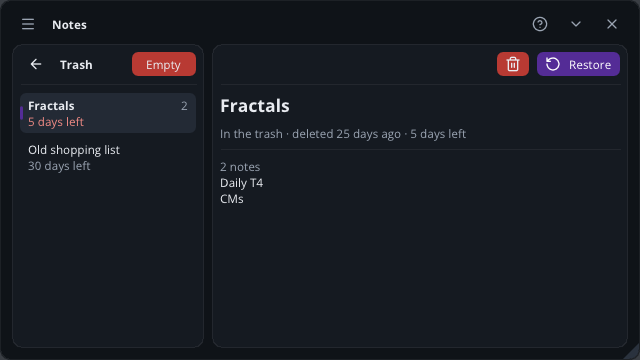 Notes
Trash
Empty
Fractals 2
5 days left
Old shopping list
30 days left
Restore
Fractals
In the trash · deleted 25 days ago · 5 days left
2 notes
Daily T4
CMs